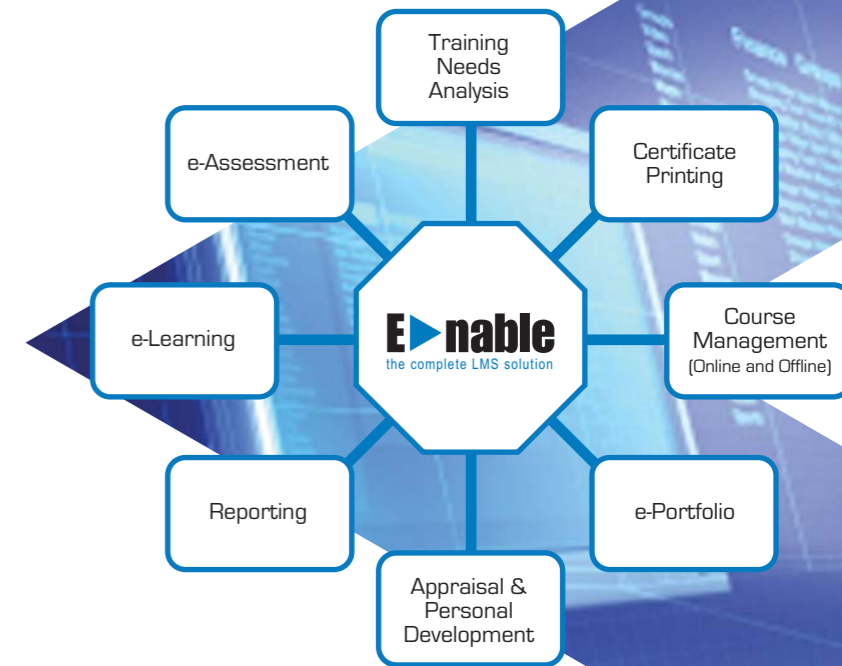 Training
Needs
Analysis
e-Assessment
Certificate
Printing
e-Learning
E nable
the complete LMS solution
Course
Management
(Online and Offline)
Reporting
e-Portfolio
Appraisal &
Personal
Development